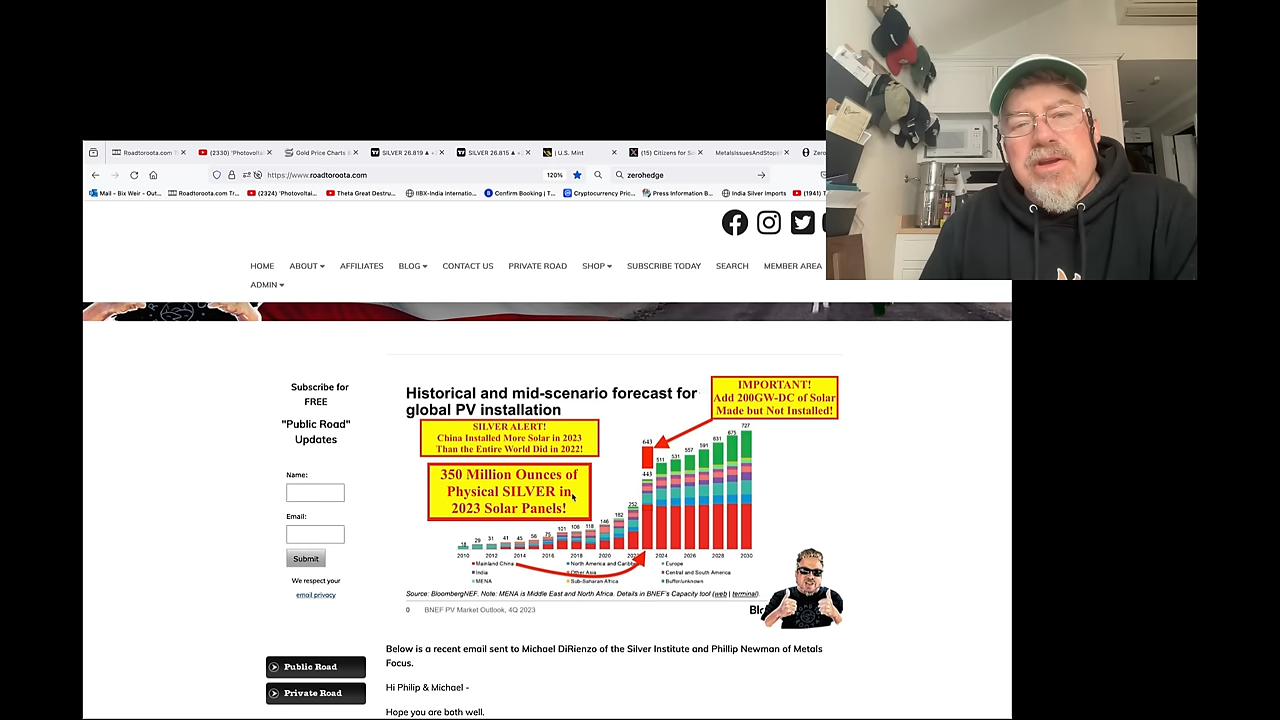 Roadtoroota.com T
(2330) 'Photovoltai
Gold Price Charts &
SILVER 26.819 ▲ +
SILVER 26.815 ▲ +
| U.S. Mint
(15) Citizens for So
MetalsIssuesAndStops
Zero
https://www.roadtoroota.com
120%
zerohedge
Mail - Bix Weir - Out...
Roadtoroota.com Tr...
(2324) 'Photovoltai...
Theta Great Destru...
IIBX-India Internatio...
Confirm Booking | T...
Cryptocurrency Pric...
Press Information B...
India Silver Imports
(1941) T
HOME ABOUT AFFILIATES BLOG CONTACT US PRIVATE ROAD SHOP SUBSCRIBE TODAY SEARCH MEMBER AREA
ADMIN
Subscribe for
FREE
"Public Road"
Updates
Name:
Email:
Submit
We respect your
email privacy
Public Road
Private Road
Historical and mid-scenario forecast for
global PV installation
IMPORTANT!
Add 200GW-DC of Solar
Made but Not Installed!
SILVER ALERT!
China Installed More Solar in 2023
Than the Entire World Did in 2022!
350 Million Ounces of
Physical SILVER in
2023 Solar Panels!
18 29 31 41 45 56 75 101 108 118 146 182 252 443 643 511 531 557 591 631 675 727
2010 2012 2014 2016 2018 2020 2022 2024 2026 2028 2030
Mainland China North America and Caribb Europe
India Other Asia Central and South America
MENA Sub-Saharan Africa Buffer/unknown
Source: BloombergNEF. Note: MENA is Middle East and North Africa. Details in BNEF's Capacity tool (web | terminal).
0 BNEF PV Market Outlook, 4Q 2023
Below is a recent email sent to Michael DiRienzo of the Silver Institute and Phillip Newman of Metals
Focus.
Hi Philip & Michael -
Hope you are both well.